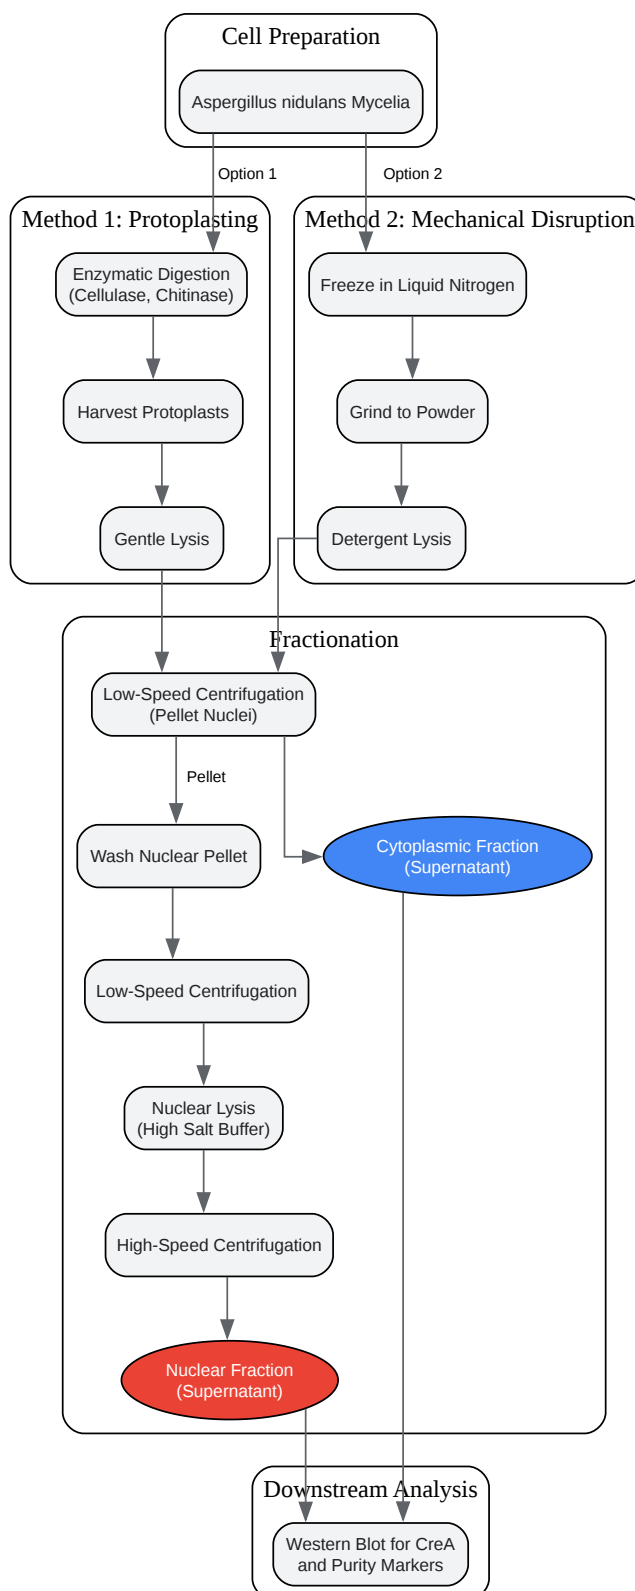 Cell Preparation
Aspergillus nidulans Mycelia
Option 1
Option 2
Method 1: Protoplasting
Method 2: Mechanical Disruption
Enzymatic Digestion
(Cellulase, Chitinase)
Freeze in Liquid Nitrogen
Harvest Protoplasts
Grind to Powder
Gentle Lysis
Detergent Lysis
Fractionation
Low-Speed Centrifugation
(Pellet Nuclei)
Pellet
Wash Nuclear Pellet
Cytoplasmic Fraction
(Supernatant)
Low-Speed Centrifugation
Nuclear Lysis
(High Salt Buffer)
High-Speed Centrifugation
Nuclear Fraction
(Supernatant)
Downstream Analysis
Western Blot for CreA
and Purity Markers